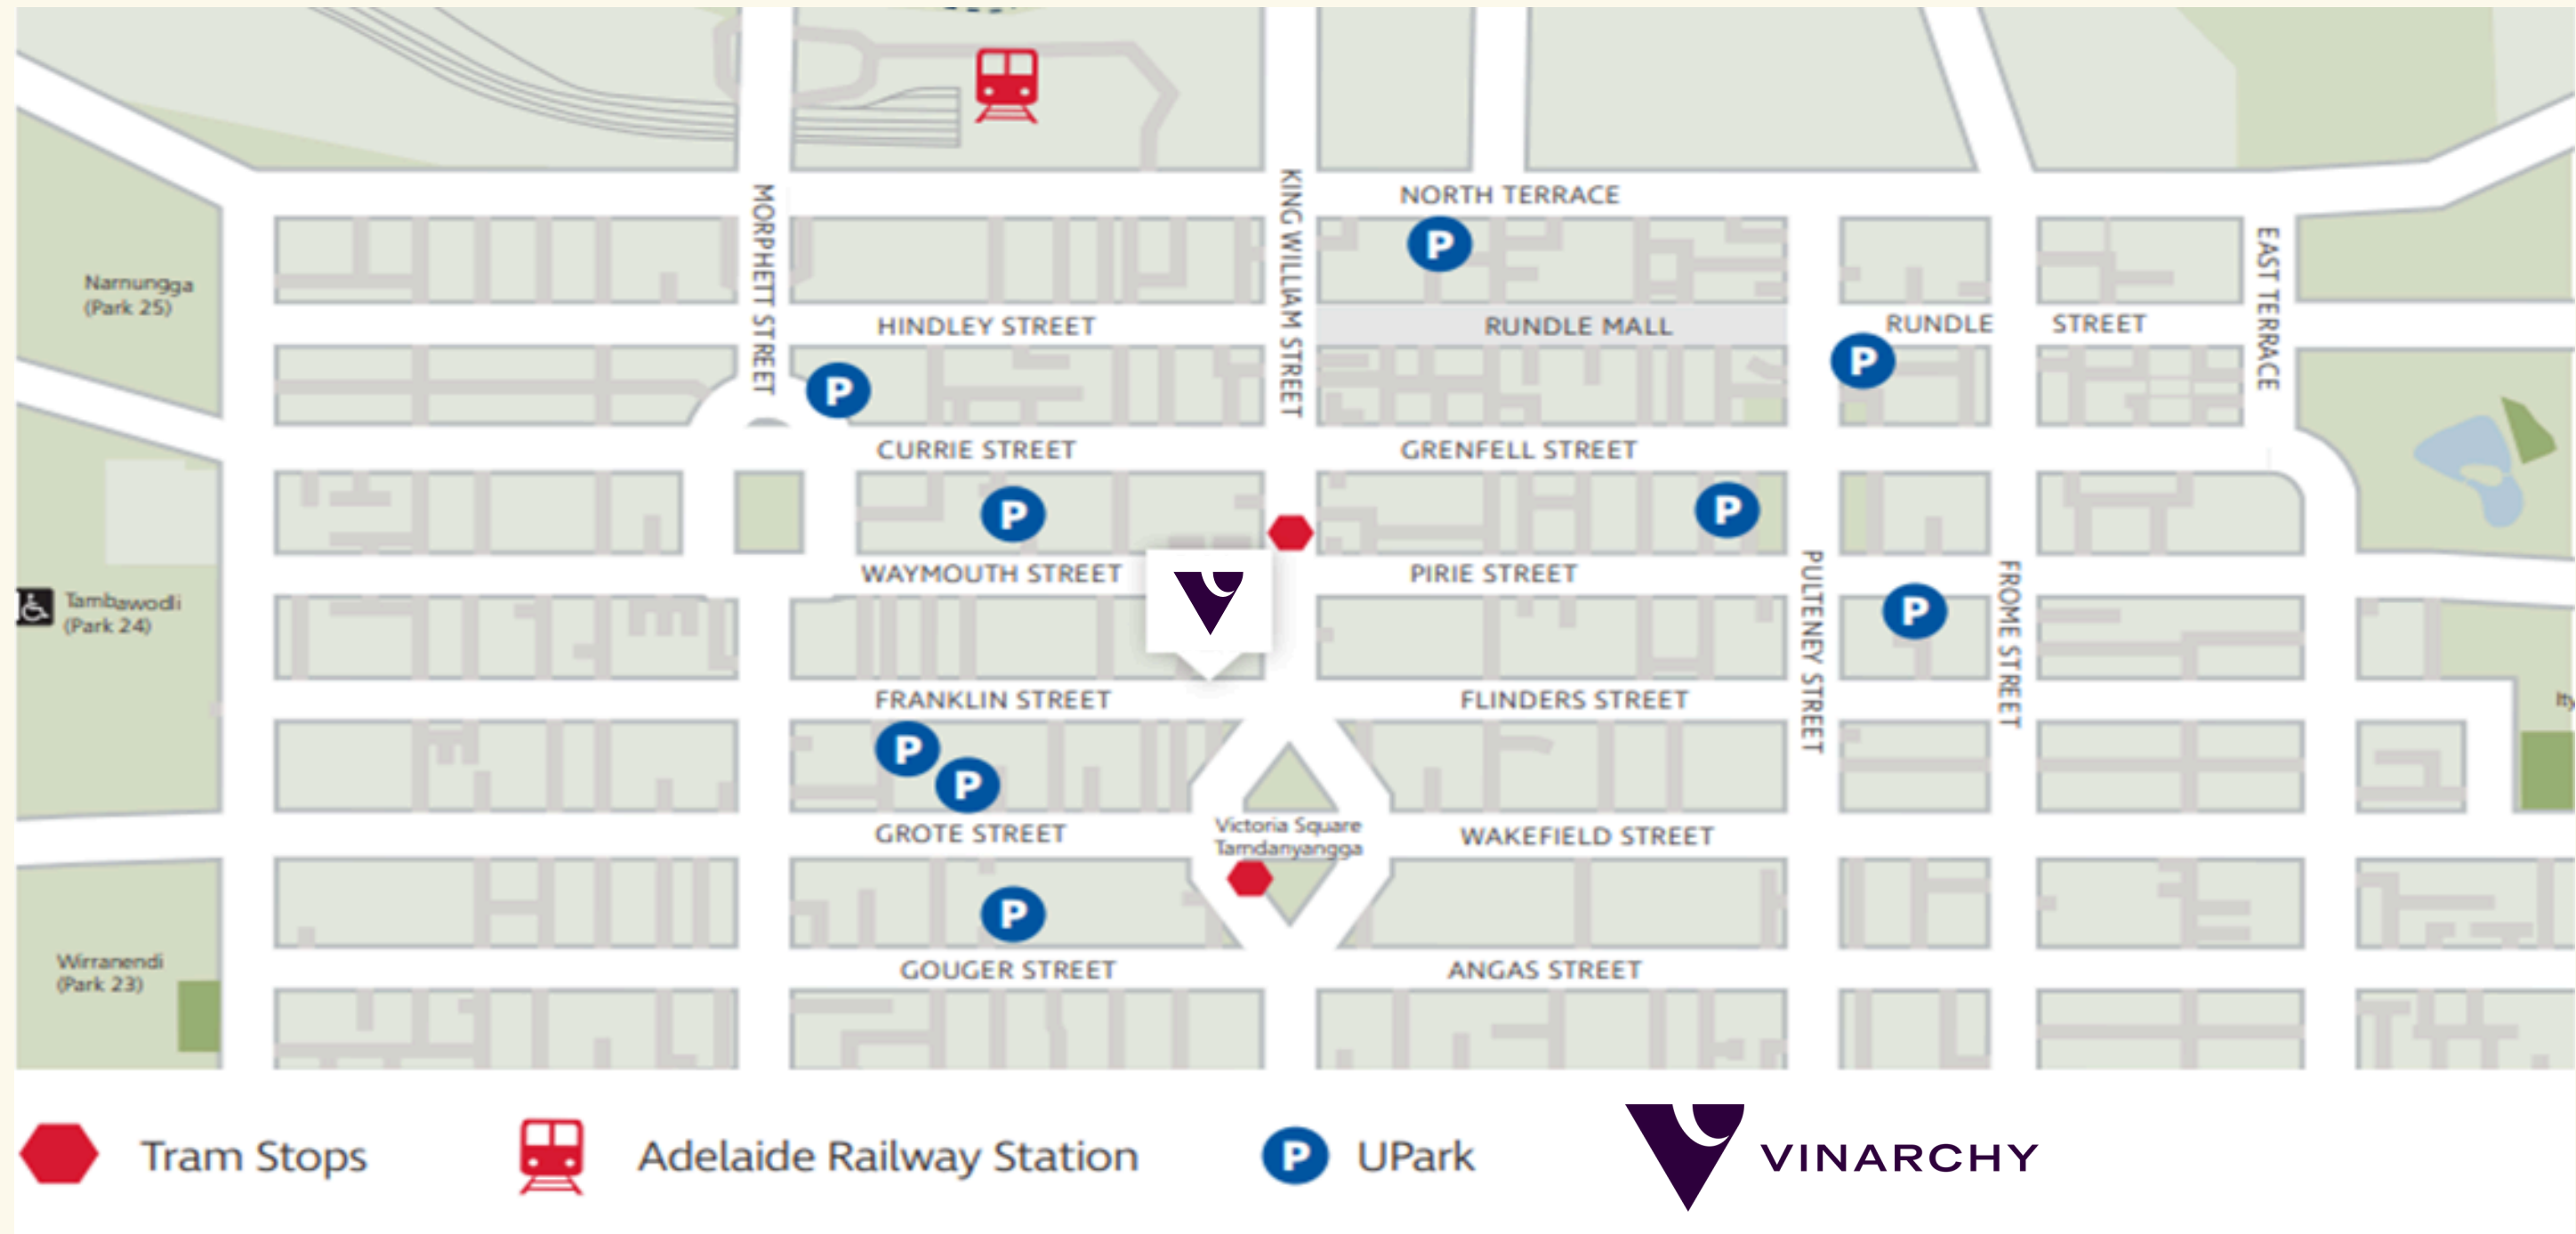 NORTH TERRACE
MORPHETT STREET
KING WILLIAM STREET
EAST TERRACE
Narnungga
(Park 25)
P
HINDLEY STREET
RUNDLE MALL
RUNDLE STREET
P
P
CURRIE STREET
GRENFELL STREET
P
P
WAYMOUTH STREET
PIRIE STREET
PULTENEY STREET
FROME STREET
Tambawodli
(Park 24)
P
FRANKLIN STREET
FLINDERS STREET
P
P
GROTE STREET
Victoria Square
Tarndanyangga
WAKEFIELD STREET
P
Wirranendi
(Park 23)
GOUGER STREET
ANGAS STREET
Tram Stops
Adelaide Railway Station
P UPark
VINARCHY